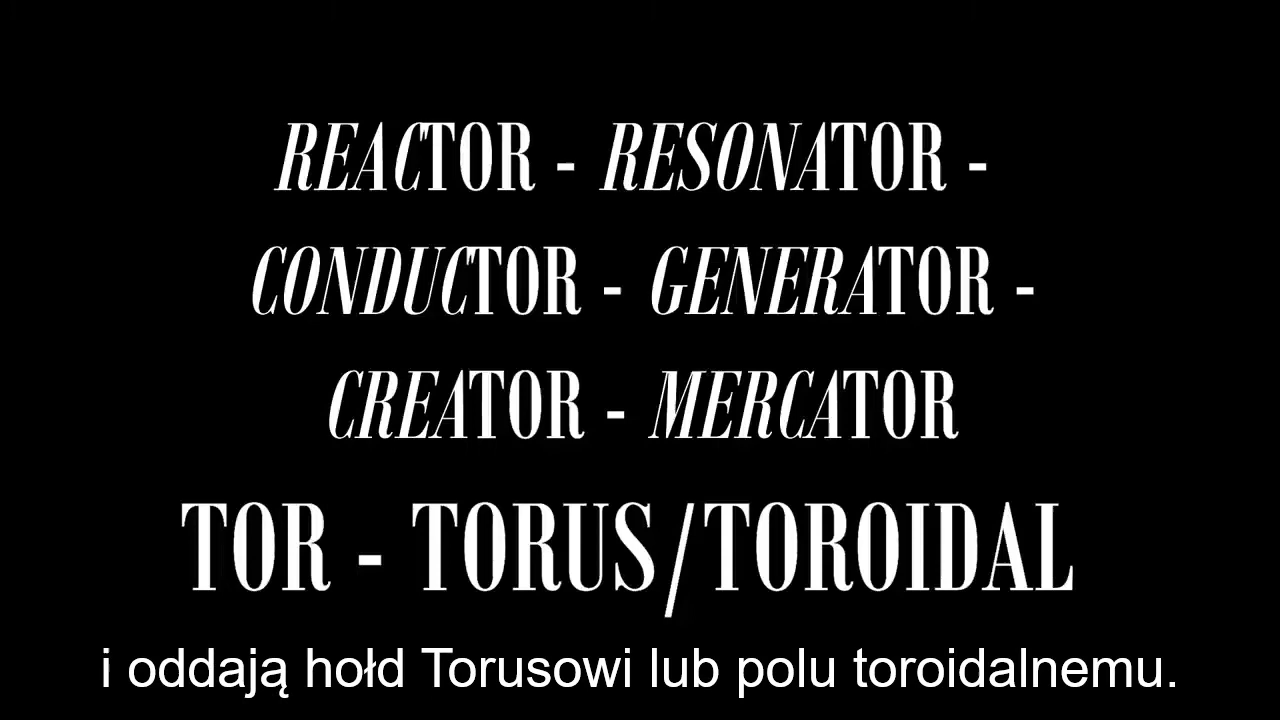 REACTOR - RESONATOR -
CONDUCTOR - GENERATOR -
CREATOR - MERCATOR
TOR - TORUS/TOROIDAL
i oddają hołd Torusowi lub polu toroidalnemu.